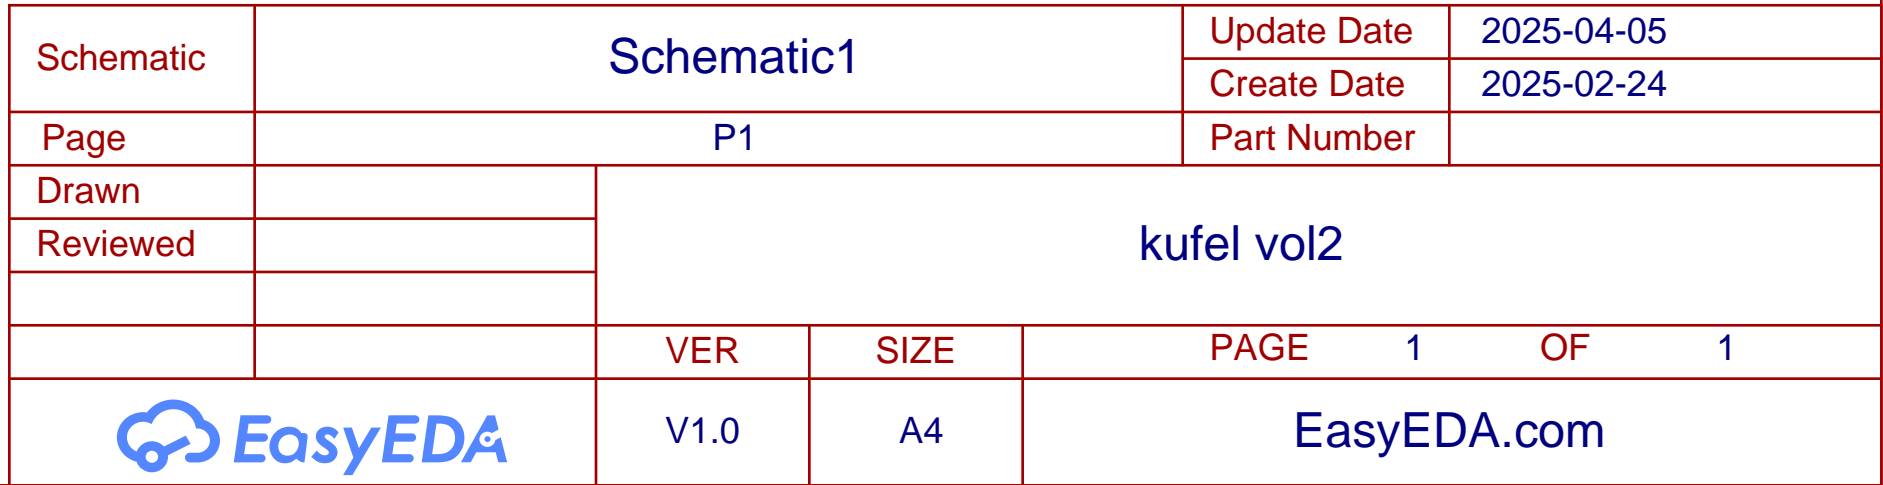 Schematic
Schematic1
Update Date 2025-04-05
Create Date 2025-02-24
Page P1 Part Number
Drawn
Reviewed
kufel vol2
VER SIZE PAGE 1 OF 1
EasyEDA V1.0 A4 EasyEDA.com